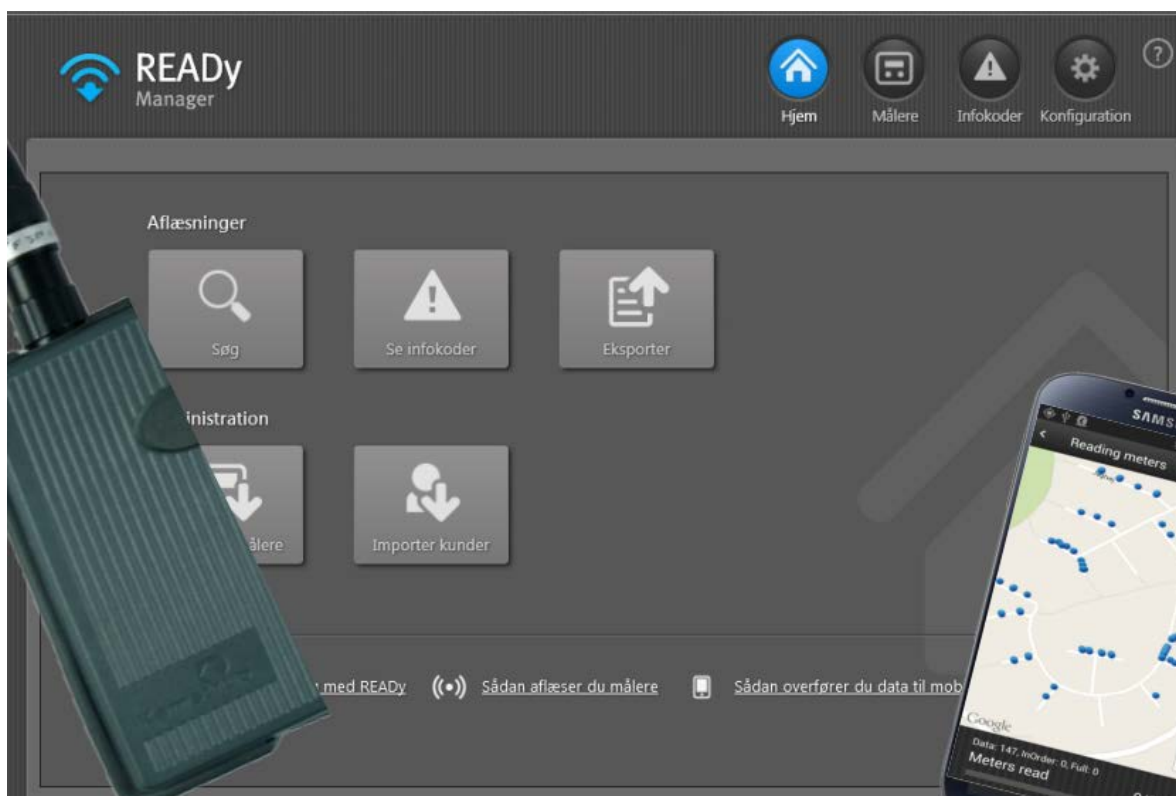 READy
Manager
Hjem
Målere
Infokoder
Konfiguration
?
Aflæsninger
Søg
Se infokoder
Eksporter
inistration
ålere
Importer kunder
med READy
Sådan aflæser du målere
Sådan overfører du data til mob
SAMS
Reading meters
Google
Data: 147, InOrder: 0, Full: 0
Meters read